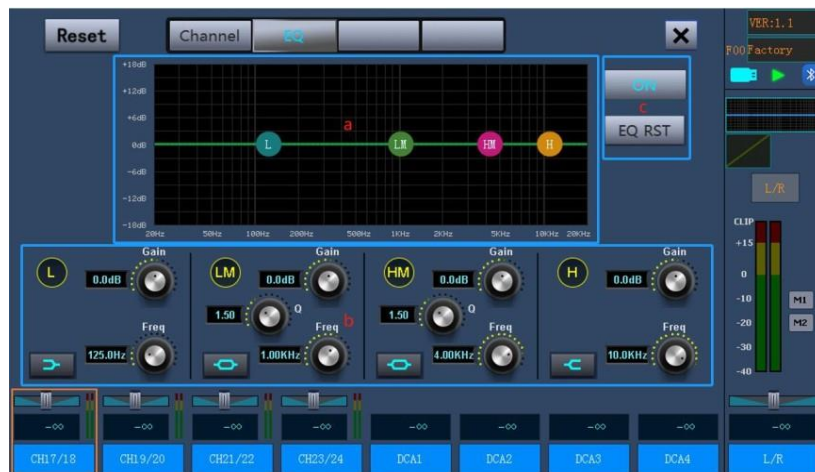 Reset Channel EQ × VER:1.1
F00Factory
+18dB
+12dB
+6dB
0dB
-6dB
-12dB
-18dB
a
L LM HM H
20Hz 50Hz 100Hz 200Hz 500Hz 1KHz 2KHz 5KHz 10KHz 20KHz
ON
c
EQ RST
L/R
CLIP
+15
0
-10 M1
-20 M2
-30
-40
L 0.0dB Gain
125.0Hz Freq
LM 0.0dB Gain
1.50 Q
b
1.00KHz Freq
HM 0.0dB Gain
1.50 Q
4.00KHz Freq
H 0.0dB Gain
10.0KHz Freq
-∞ -∞ -∞ -∞ -∞ -∞ -∞ -∞ -∞
CH17/18 CH19/20 CH21/22 CH23/24 DCA1 DCA2 DCA3 DCA4 L/R